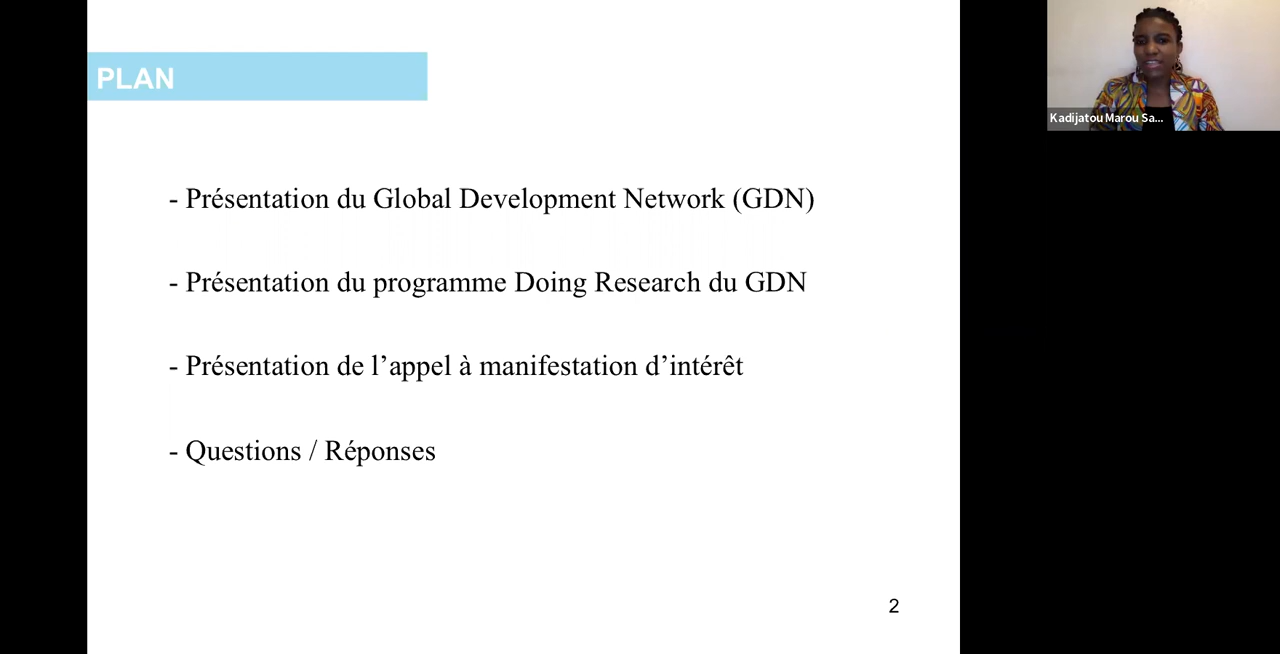 PLAN
- Présentation du Global Development Network (GDN)
- Présentation du programme Doing Research du GDN
- Présentation de l’appel à manifestation d’intérêt
- Questions / Réponses
2
Kadijatou Marou Sa...